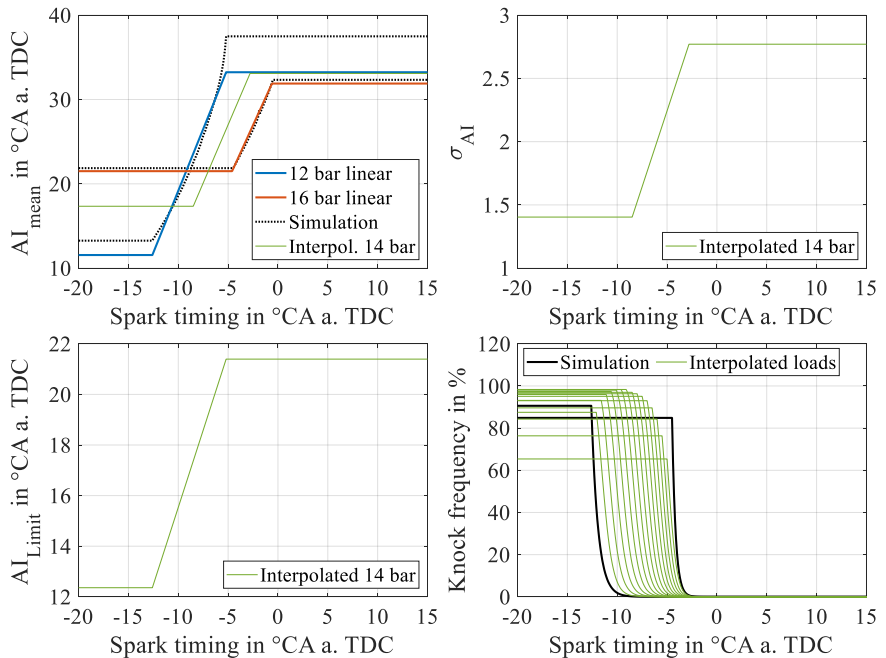 AI_mean in °CA a. TDC
40
30
20
10
12 bar linear
16 bar linear
Simulation
Interpol. 14 bar
-20 -15 -10 -5 0 5 10 15
Spark timing in °CA a. TDC
σ_AI
3
2.5
2
1.5
1
Interpolated 14 bar
-20 -15 -10 -5 0 5 10 15
Spark timing in °CA a. TDC
AI_Limit in °CA a. TDC
22
20
18
16
14
12
Interpolated 14 bar
-20 -15 -10 -5 0 5 10 15
Spark timing in °CA a. TDC
Knock frequency in %
120
100
80
60
40
20
0
Simulation Interpolated loads
-20 -15 -10 -5 0 5 10 15
Spark timing in °CA a. TDC